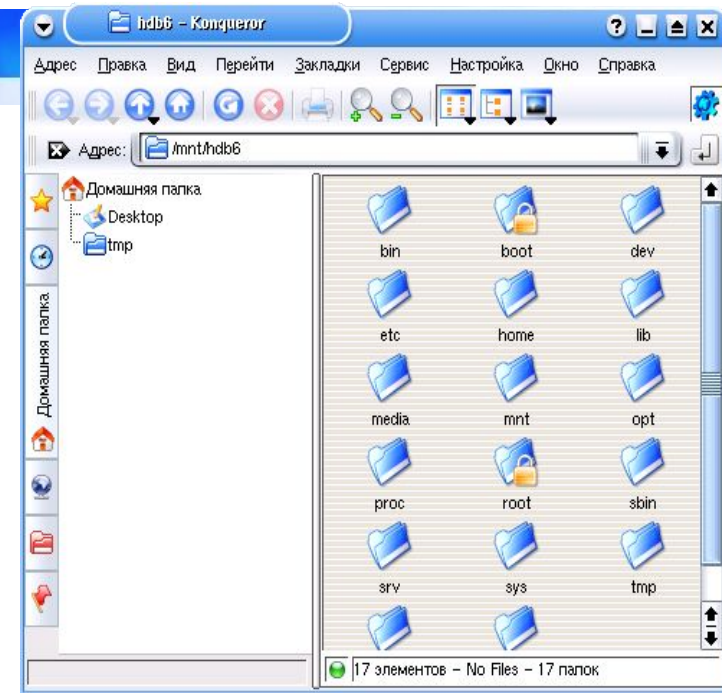 hdb6 – Konqueror
Адрес Правка Вид Перейти Закладки Сервис Настройка Окно Справка
Адрес: /mnt/hdb6
Домашняя папка
Desktop
tmp
Домашняя папка
bin boot dev
etc home lib
media mnt opt
proc root sbin
srv sys tmp
17 элементов – No Files – 17 папок